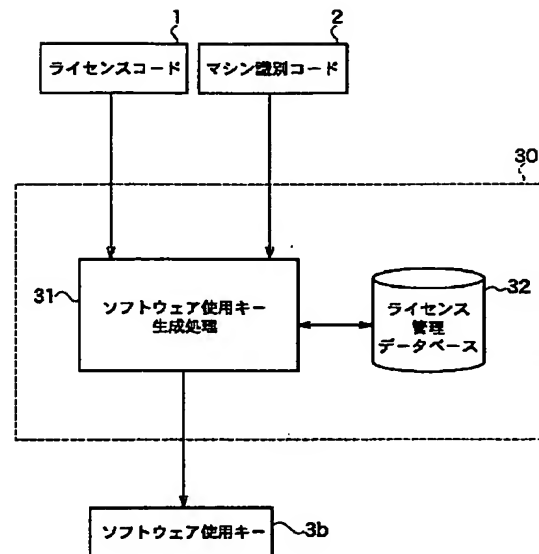 1
2
ライセンスコード
マシン識別コード
30
31
ソフトウェア使用キー
生成処理
32
ライセンス
管理
データベース
ソフトウェア使用キー
3b